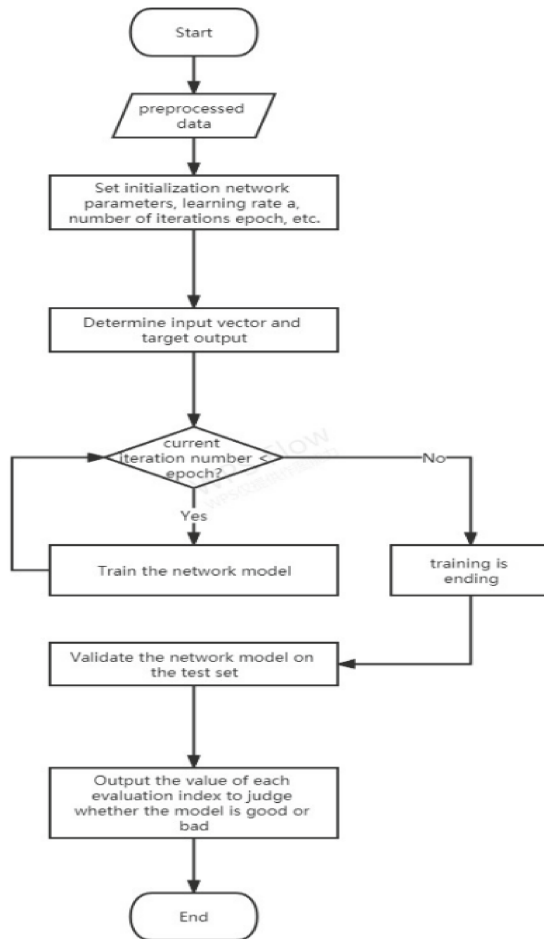 Start
preprocessed
data
Set initialization network
parameters, learning rate a,
number of iterations epoch, etc.
Determine input vector and
target output
current
iteration number <
epoch?
No
Yes
Train the network model
training is
ending
Validate the network model on
the test set
Output the value of each
evaluation index to judge
whether the model is good or
bad
End